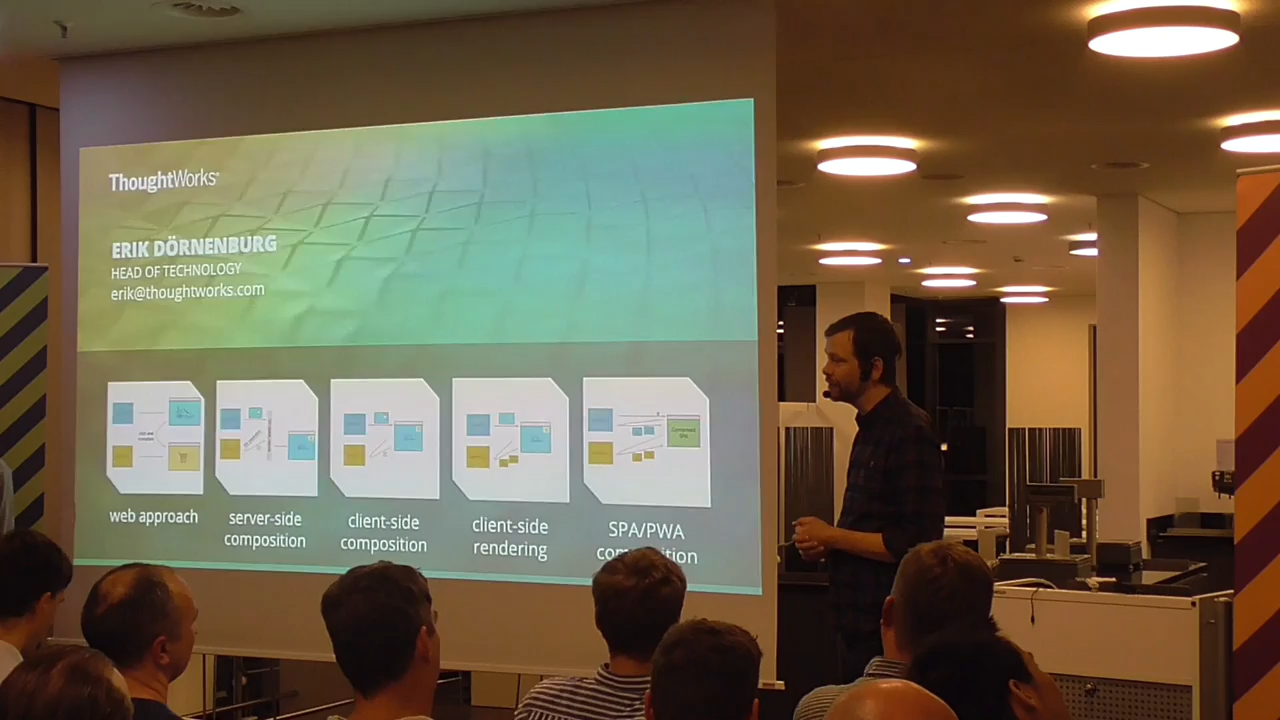 ThoughtWorks
ERIK DÖRNENBURG
HEAD OF TECHNOLOGY
erik@thoughtworks.com
web approach
server-side
composition
client-side
composition
client-side
rendering
SPA/PWA